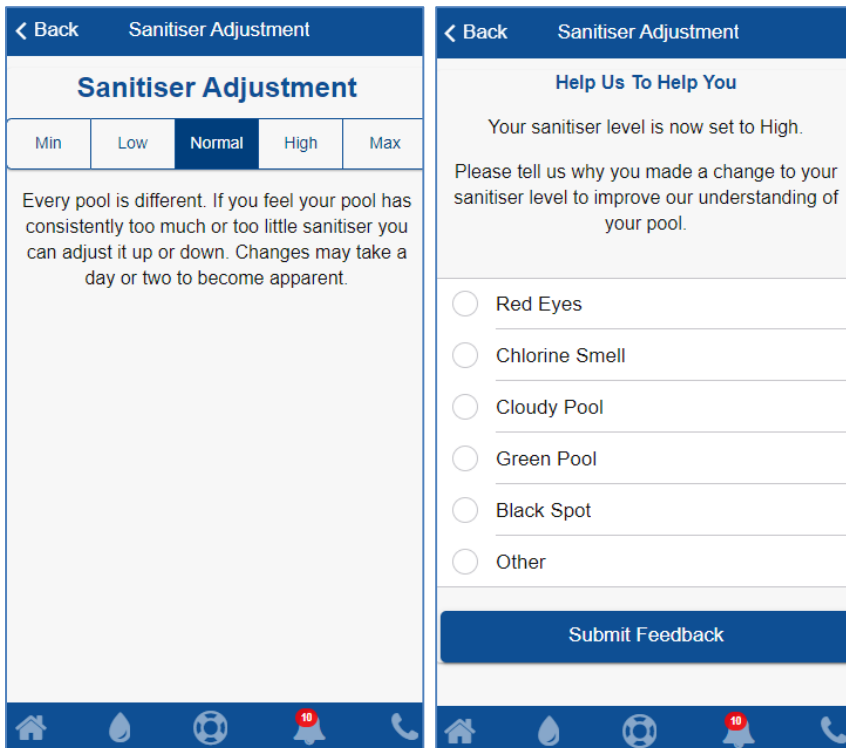 Back Sanitiser Adjustment
Sanitiser Adjustment
Min Low Normal High Max
Every pool is different. If you feel your pool has
consistently too much or too little sanitiser you
can adjust it up or down. Changes may take a
day or two to become apparent.
10
Back Sanitiser Adjustment
Help Us To Help You
Your sanitiser level is now set to High.
Please tell us why you made a change to your
sanitiser level to improve our understanding of
your pool.
Red Eyes
Chlorine Smell
Cloudy Pool
Green Pool
Black Spot
Other
Submit Feedback
10